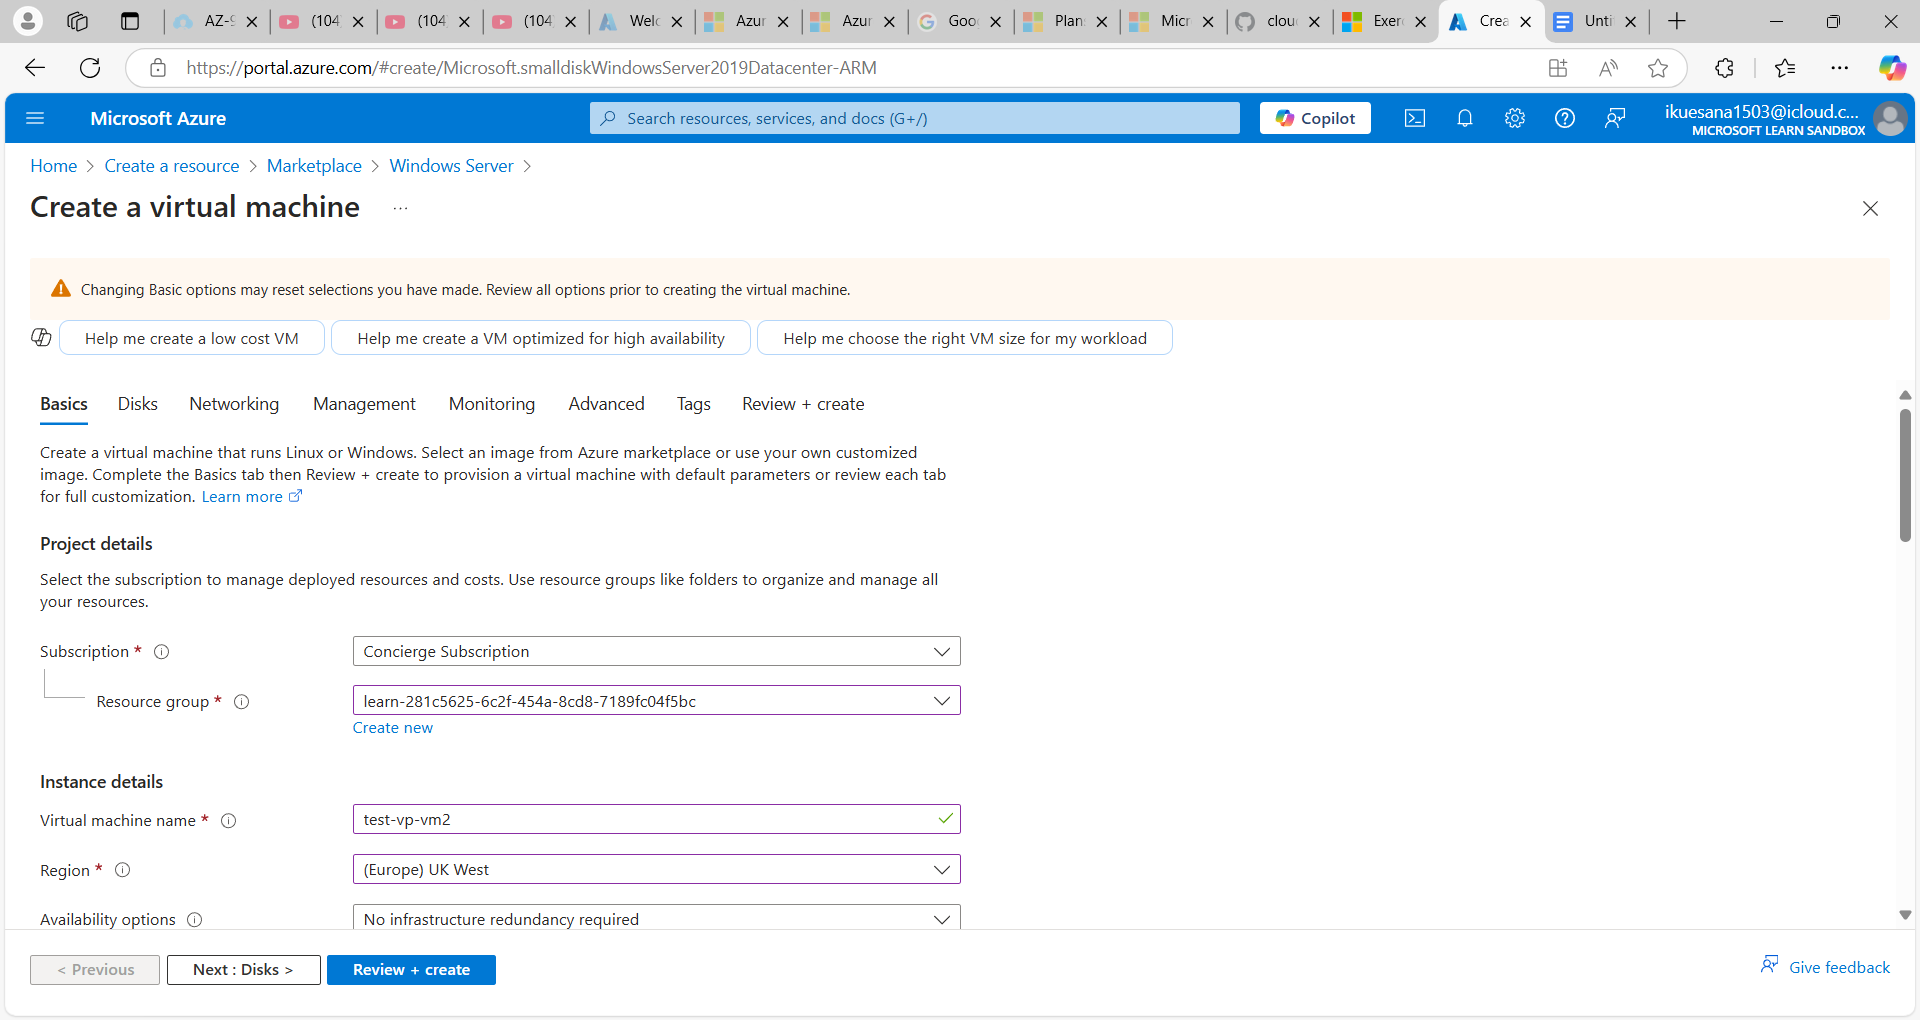 AZ-9
(104
(104
(104
Welc
Azur
Azur
Goo
Plan
Micr
clou
Exer
Crea
Unti
https://portal.azure.com/#create/Microsoft.smalldiskWindowsServer2019Datacenter-ARM
Microsoft Azure
Search resources, services, and docs (G+/)
Copilot
ikuesana1503@icloud.c...
MICROSOFT LEARN SANDBOX
Home > Create a resource > Marketplace > Windows Server >
Create a virtual machine ...
Changing Basic options may reset selections you have made. Review all options prior to creating the virtual machine.
Help me create a low cost VM
Help me create a VM optimized for high availability
Help me choose the right VM size for my workload
Basics Disks Networking Management Monitoring Advanced Tags Review + create
Create a virtual machine that runs Linux or Windows. Select an image from Azure marketplace or use your own customized
image. Complete the Basics tab then Review + create to provision a virtual machine with default parameters or review each tab
for full customization. Learn more
Project details
Select the subscription to manage deployed resources and costs. Use resource groups like folders to organize and manage all
your resources.
Subscription *
Concierge Subscription
Resource group *
learn-281c5625-6c2f-454a-8cd8-7189fc04f5bc
Create new
Instance details
Virtual machine name *
test-vp-vm2
Region *
(Europe) UK West
Availability options
No infrastructure redundancy required
< Previous
Next : Disks >
Review + create
Give feedback